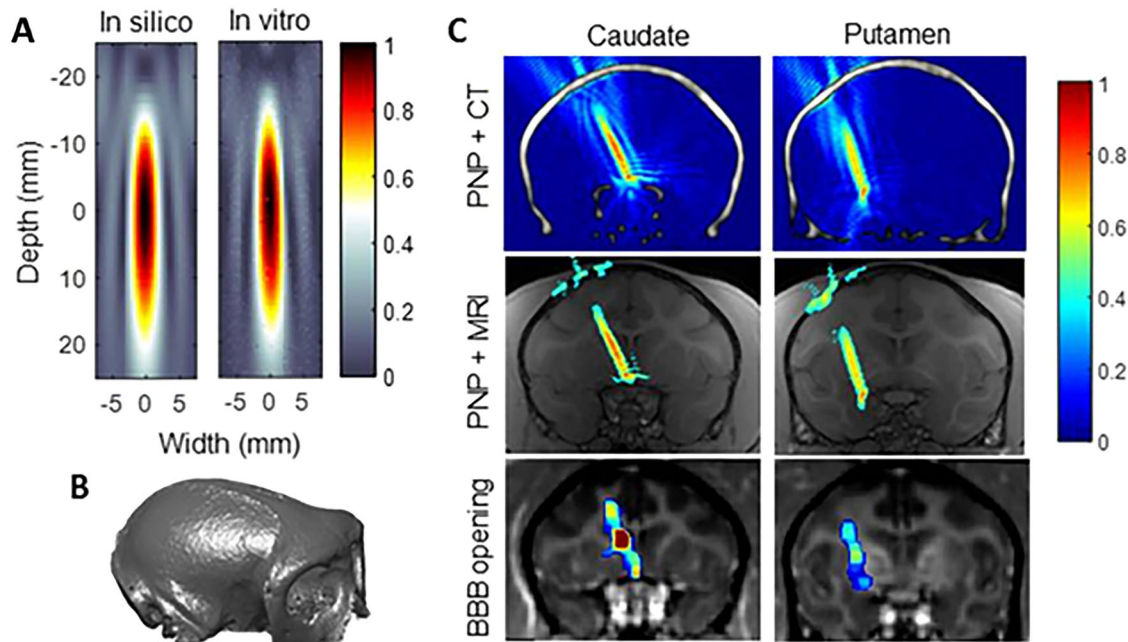 A
In silico
In vitro
-20
-10
0
10
20
Depth (mm)
-5 0 5
-5 0 5
Width (mm)
1
0.8
0.6
0.4
0.2
0
B
C
Caudate
Putamen
PNP + CT
PNP + MRI
BBB opening
1
0.8
0.6
0.4
0.2
0